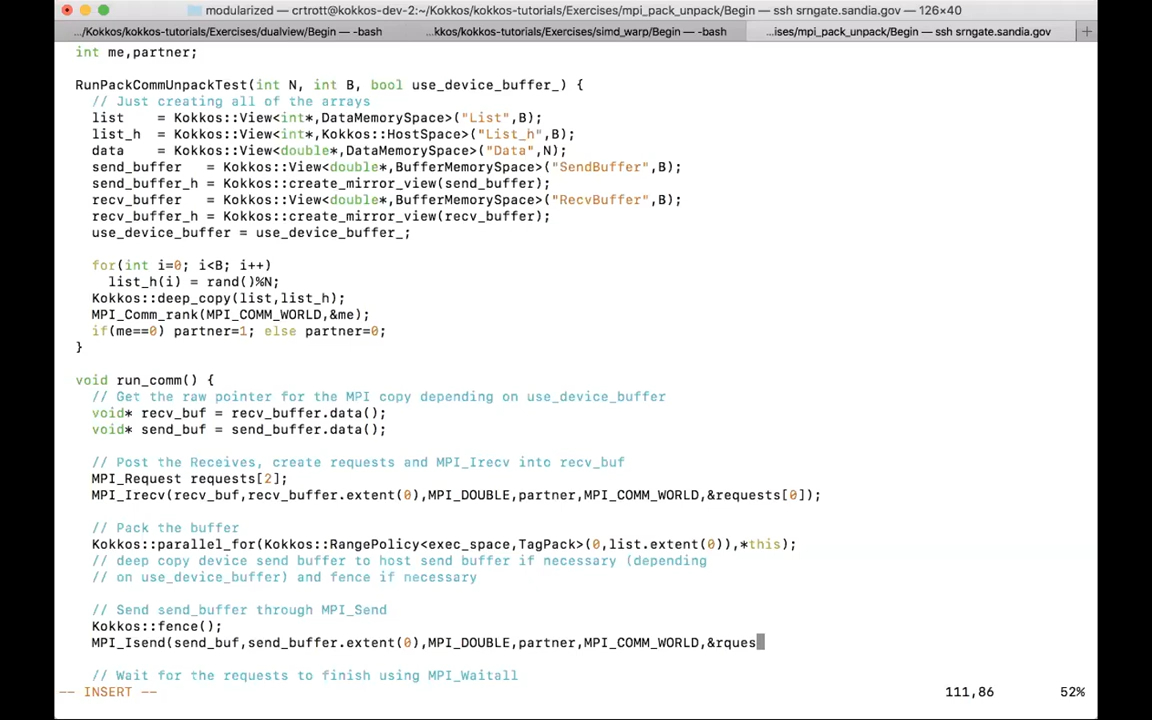 modularized — crtrott@kokkos-dev-2:~/Kokkos/kokkos-tutorials/Exercises/mpi_pack_unpack/Begin — ssh srngate.sandia.gov — 126×40
.../Kokkos/kokkos-tutorials/Exercises/dualview/Begin — -bash
...kkos/kokkos-tutorials/Exercises/simd_warp/Begin — -bash
...ises/mpi_pack_unpack/Begin — ssh srngate.sandia.gov
+
int me,partner;
RunPackCommUnpackTest(int N, int B, bool use_device_buffer_) {
// Just creating all of the arrays
list    = Kokkos::View<int*,DataMemorySpace>("List",B);
list_h  = Kokkos::View<int*,Kokkos::HostSpace>("List_h",B);
data    = Kokkos::View<double*,DataMemorySpace>("Data",N);
send_buffer   = Kokkos::View<double*,BufferMemorySpace>("SendBuffer",B);
send_buffer_h = Kokkos::create_mirror_view(send_buffer);
recv_buffer   = Kokkos::View<double*,BufferMemorySpace>("RecvBuffer",B);
recv_buffer_h = Kokkos::create_mirror_view(recv_buffer);
use_device_buffer = use_device_buffer_;
for(int i=0; i<B; i++)
list_h(i) = rand()%N;
Kokkos::deep_copy(list,list_h);
MPI_Comm_rank(MPI_COMM_WORLD,&me);
if(me==0) partner=1; else partner=0;
}
void run_comm() {
// Get the raw pointer for the MPI copy depending on use_device_buffer
void* recv_buf = recv_buffer.data();
void* send_buf = send_buffer.data();
// Post the Receives, create requests and MPI_Irecv into recv_buf
MPI_Request requests[2];
MPI_Irecv(recv_buf,recv_buffer.extent(0),MPI_DOUBLE,partner,MPI_COMM_WORLD,&requests[0]);
// Pack the buffer
Kokkos::parallel_for(Kokkos::RangePolicy<exec_space,TagPack>(0,list.extent(0)),*this);
// deep copy device send buffer to host send buffer if necessary (depending
// on use_device_buffer) and fence if necessary
// Send send_buffer through MPI_Send
Kokkos::fence();
MPI_Isend(send_buf,send_buffer.extent(0),MPI_DOUBLE,partner,MPI_COMM_WORLD,&rques
// Wait for the requests to finish using MPI_Waitall
-- INSERT -- 111,86 52%